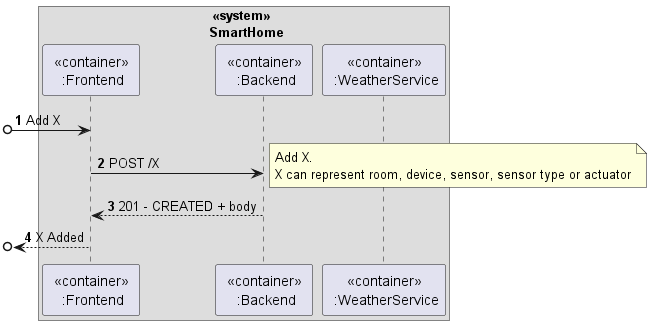 «system»
SmartHome
«container»
:Frontend
«container»
:Backend
«container»
:WeatherService
1 Add X
2 POST /X
Add X.
X can represent room, device, sensor, sensor type or actuator
3 201 - CREATED + body
4 X Added
«container»
:Frontend
«container»
:Backend
«container»
:WeatherService